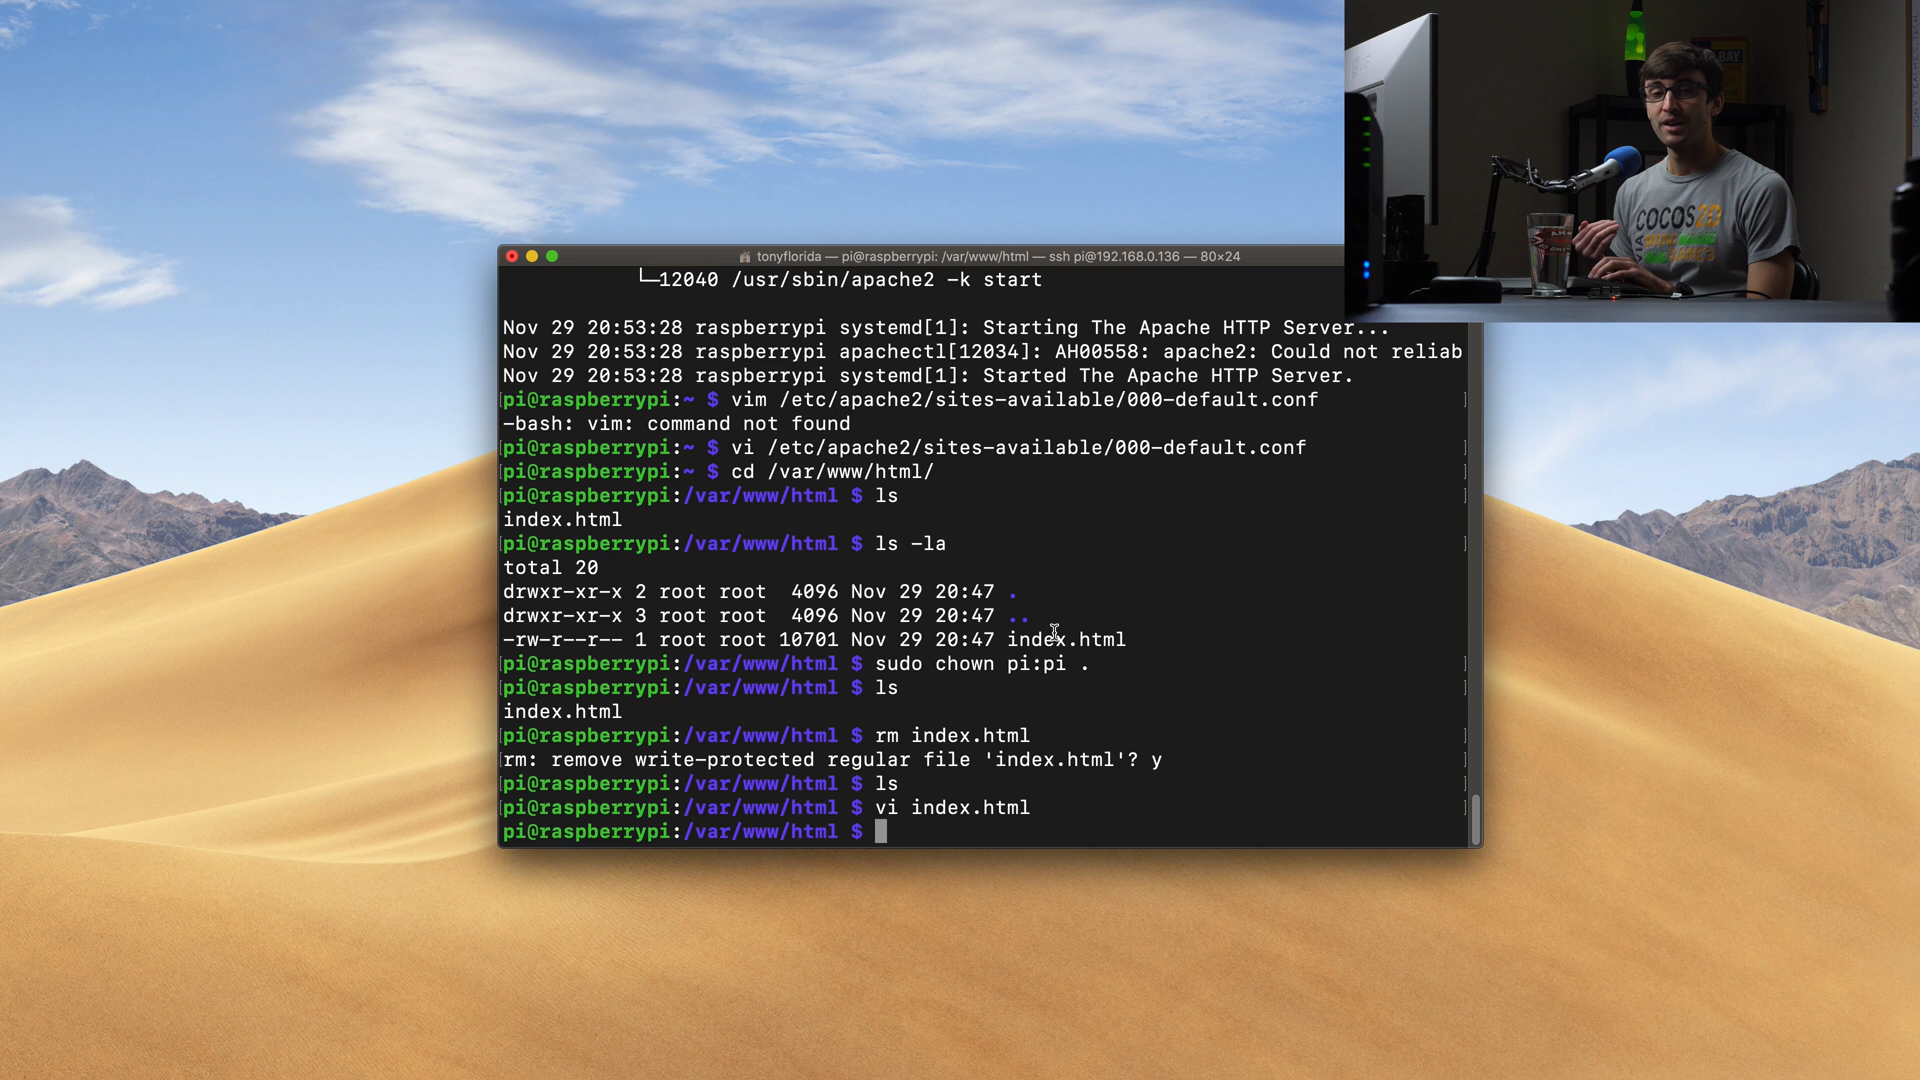 tonyflorida — pi@raspberrypi: /var/www/html — ssh pi@192.168.0.136 — 80×24
└─12040 /usr/sbin/apache2 -k start
Nov 29 20:53:28 raspberrypi systemd[1]: Starting The Apache HTTP Server...
Nov 29 20:53:28 raspberrypi apachectl[12034]: AH00558: apache2: Could not reliab
Nov 29 20:53:28 raspberrypi systemd[1]: Started The Apache HTTP Server.
pi@raspberrypi:~ $ vim /etc/apache2/sites-available/000-default.conf
-bash: vim: command not found
pi@raspberrypi:~ $ vi /etc/apache2/sites-available/000-default.conf
pi@raspberrypi:~ $ cd /var/www/html/
pi@raspberrypi:/var/www/html $ ls
index.html
pi@raspberrypi:/var/www/html $ ls -la
total 20
drwxr-xr-x 2 root root  4096 Nov 29 20:47 .
drwxr-xr-x 3 root root  4096 Nov 29 20:47 ..
-rw-r--r-- 1 root root 10701 Nov 29 20:47 index.html
pi@raspberrypi:/var/www/html $ sudo chown pi:pi .
pi@raspberrypi:/var/www/html $ ls
index.html
pi@raspberrypi:/var/www/html $ rm index.html
rm: remove write-protected regular file 'index.html'? y
pi@raspberrypi:/var/www/html $ ls
pi@raspberrypi:/var/www/html $ vi index.html
pi@raspberrypi:/var/www/html $
COCOS2D